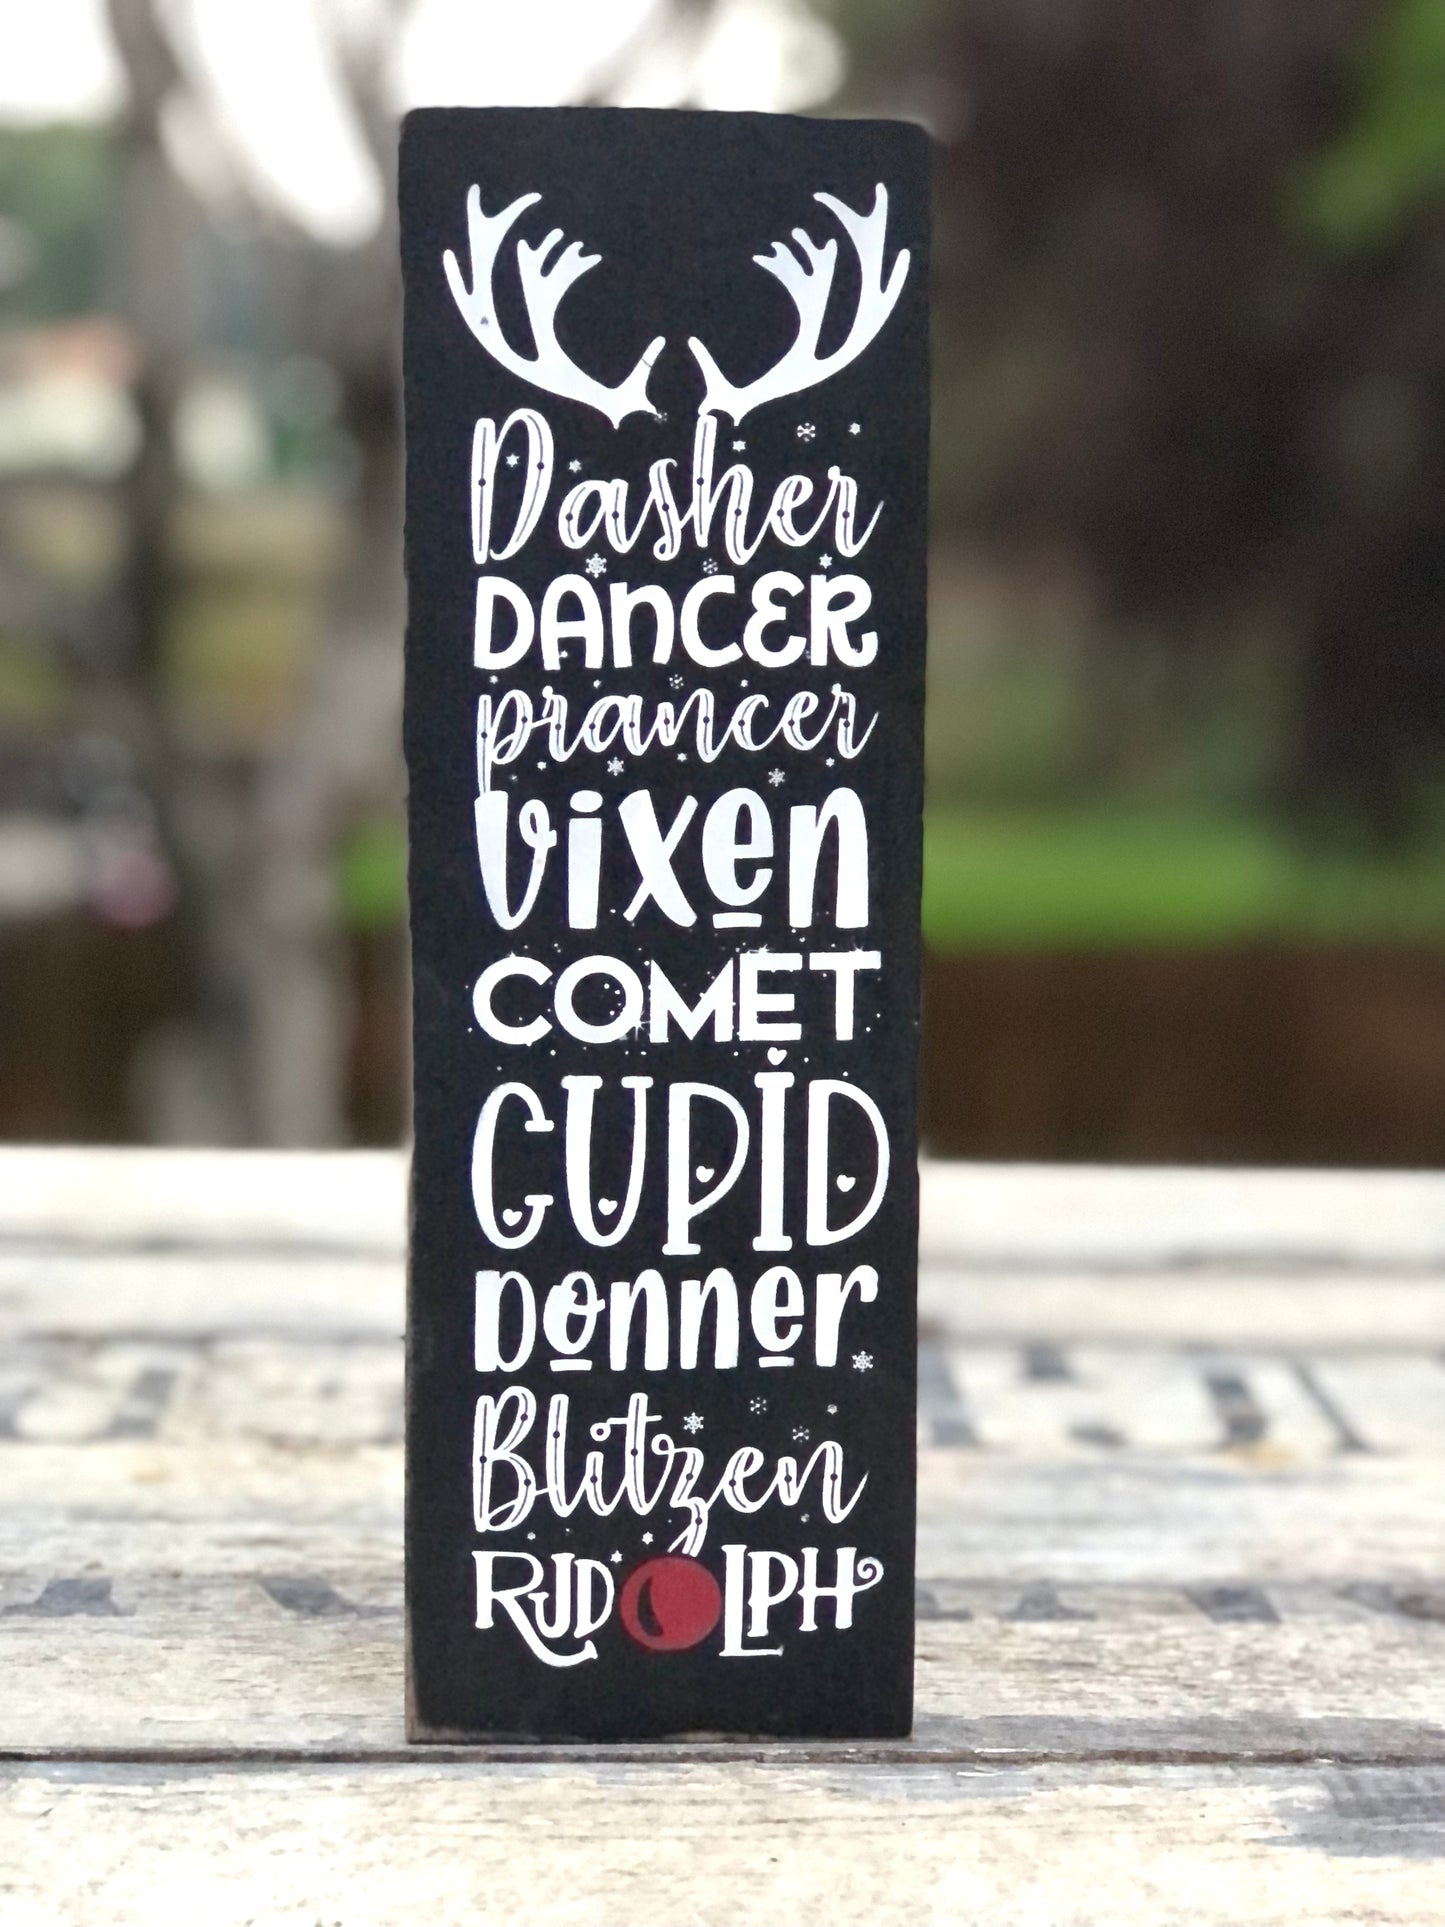 Dasher
DANCER
prancer
vixen
COMET
CUPID
Donner
Blitzen
RUDOLPH